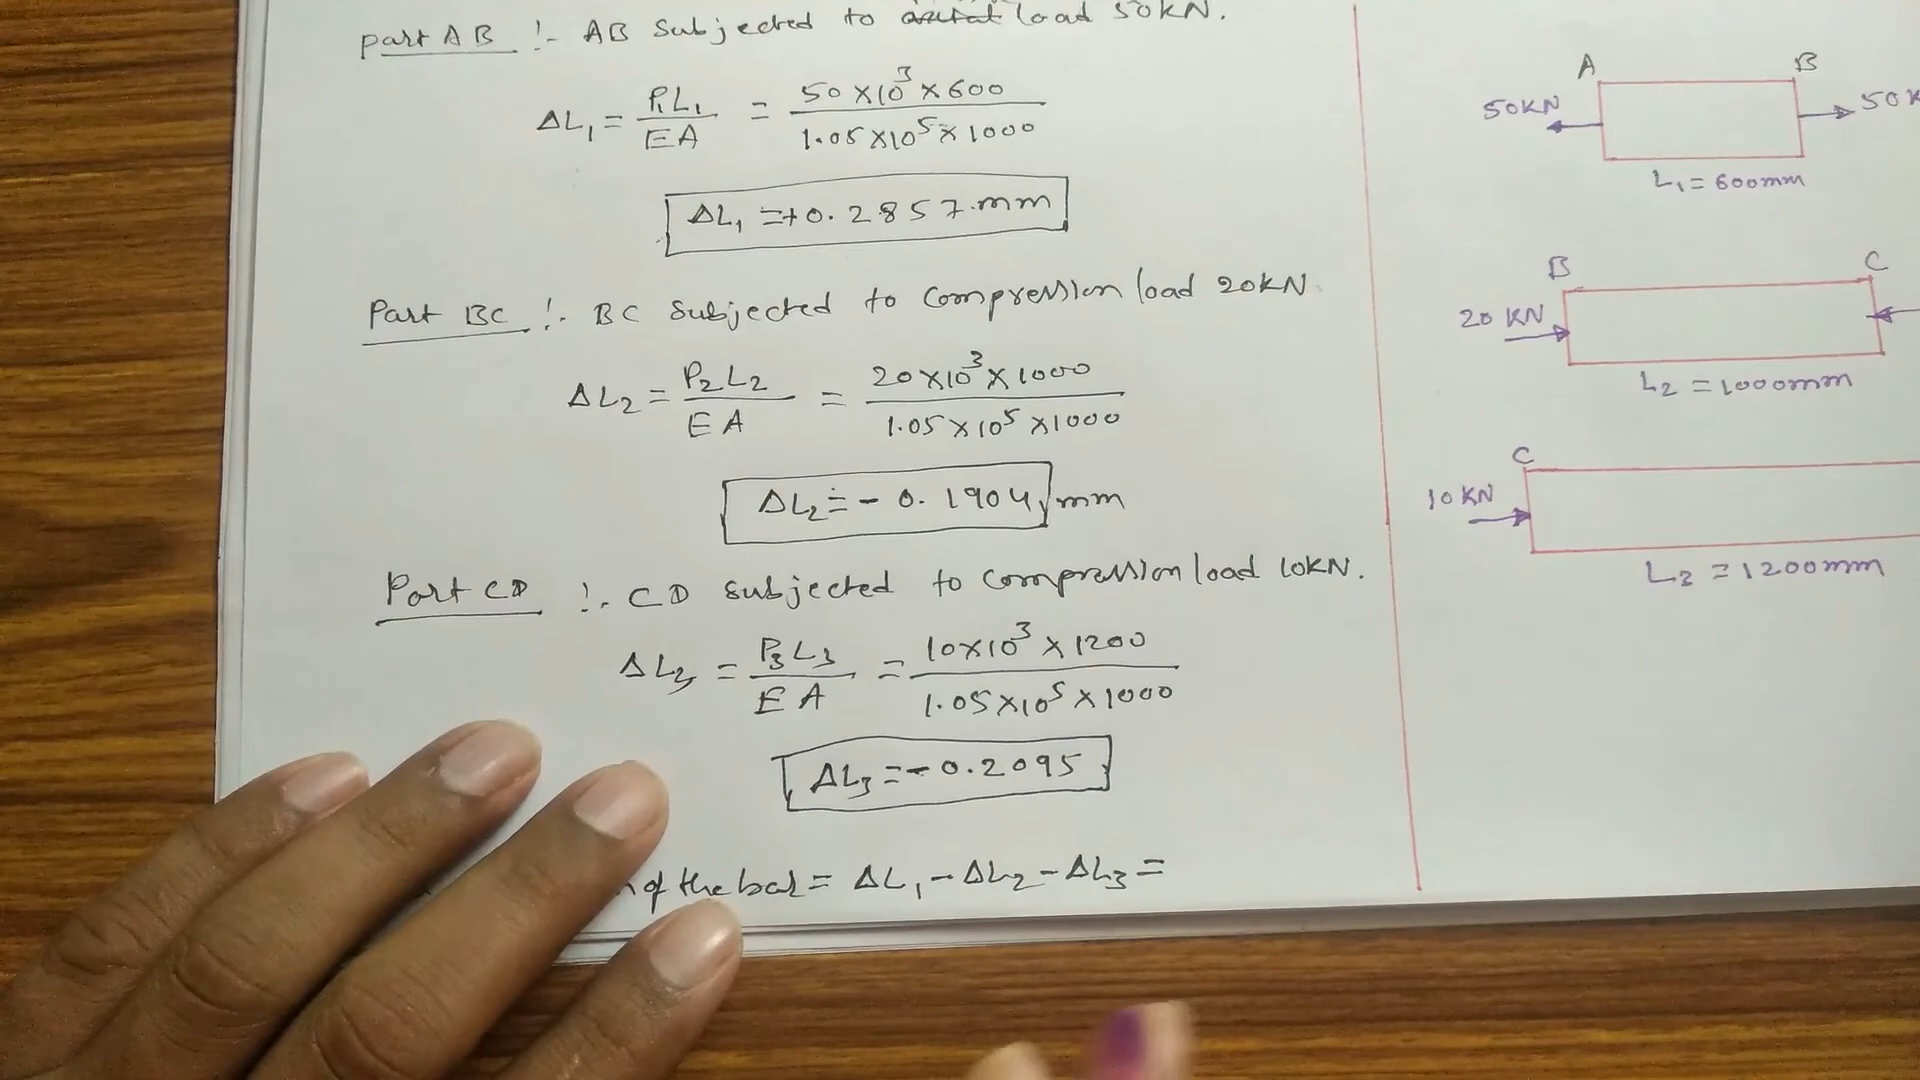 Part AB :- AB Subjected to load 50KN.
ΔL₁ = P₁L₁ / EA = 50×10³×600 / 1.05×10⁵×1000
ΔL₁ = +0.2857 mm
Part BC :- BC Subjected to Compression load 20KN
ΔL₂ = P₂L₂ / EA = 20×10³×1000 / 1.05×10⁵×1000
ΔL₂ = - 0.1904 mm
Part CD :- CD Subjected to Compression load 10KN.
ΔL₃ = P₃L₃ / EA = 10×10³×1200 / 1.05×10⁵×1000
ΔL₃ = -0.2095
of the bar = ΔL₁ - ΔL₂ - ΔL₃ =
A B
50KN
L₁ = 600mm
B C
20 KN
L₂ = 1000mm
C
10 KN
L₃ = 1200mm